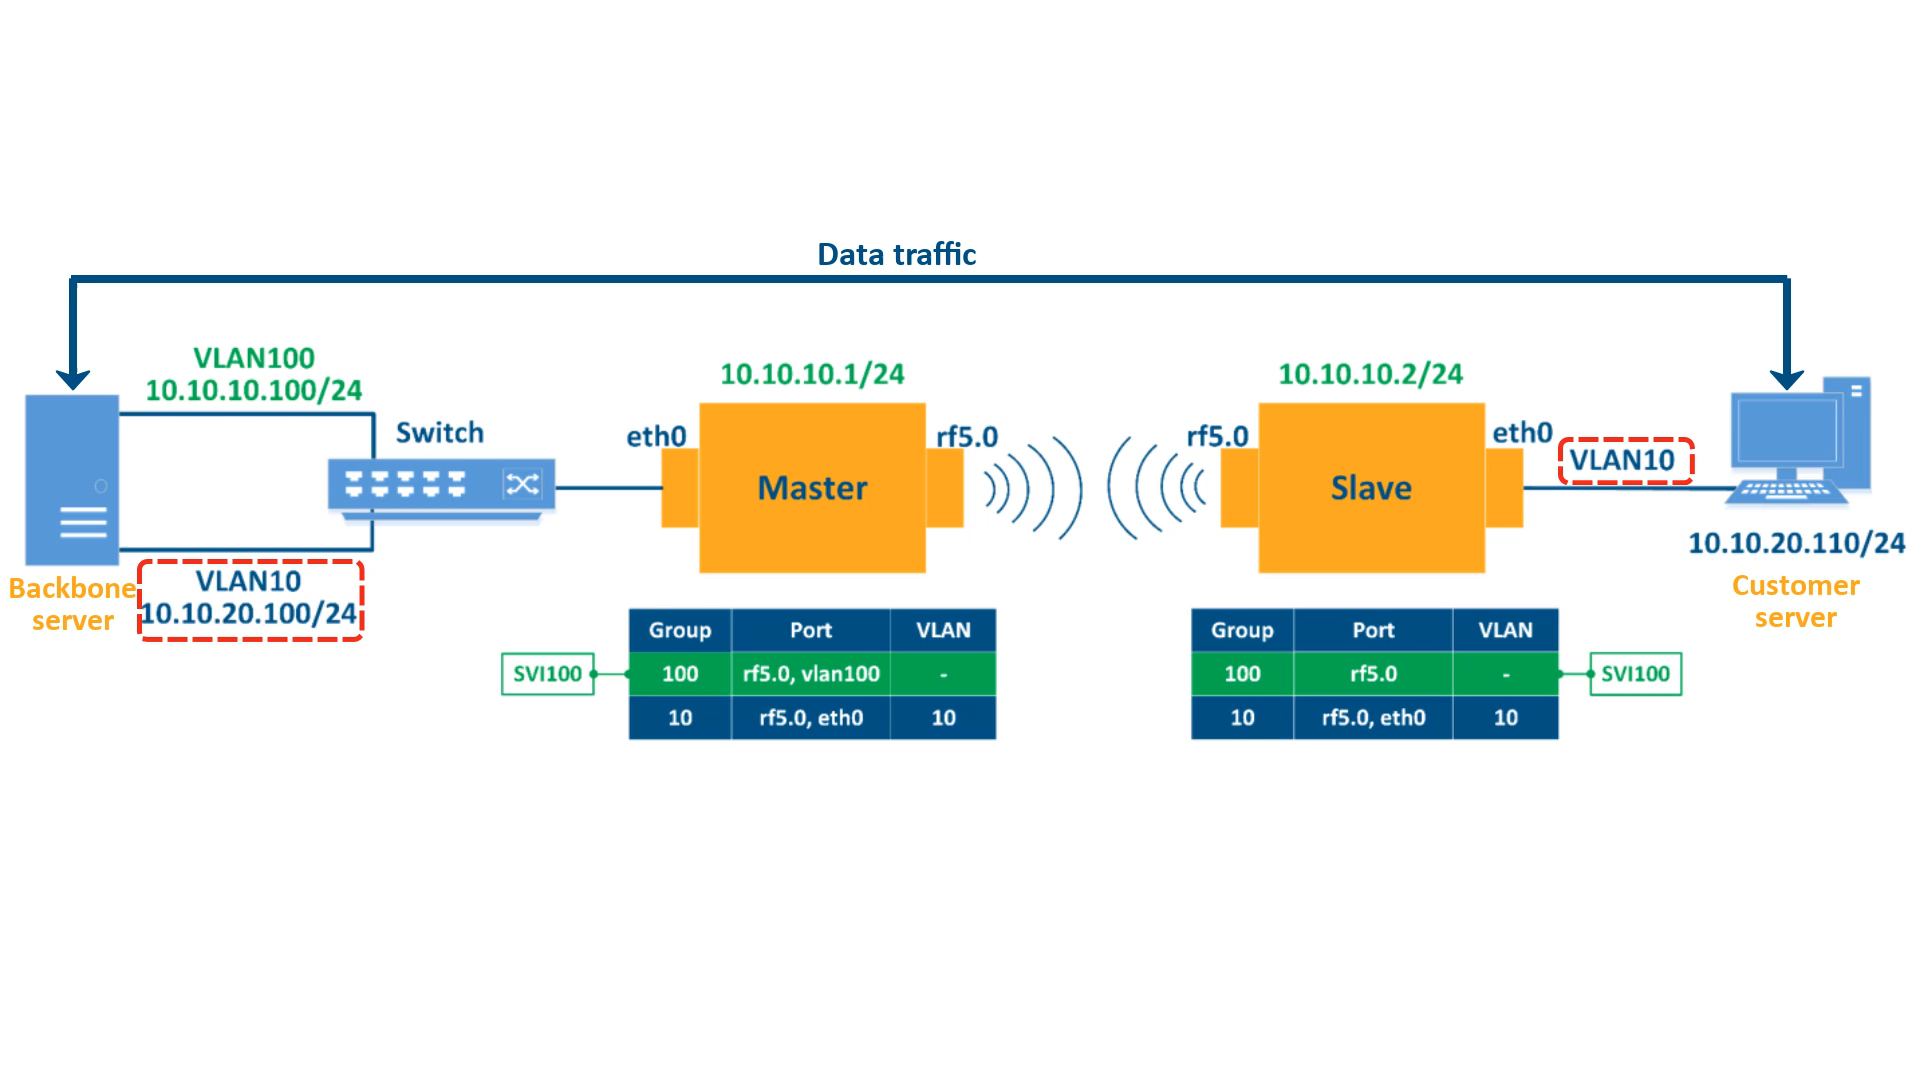 Data traffic
VLAN100
10.10.10.100/24
Switch
eth0
10.10.10.1/24
rf5.0
Master
10.10.10.2/24
rf5.0
eth0
Slave
VLAN10
10.10.20.110/24
Customer
server
Backbone
server
VLAN10
10.10.20.100/24
Group Port VLAN
SVI100 100 rf5.0, vlan100 -
10 rf5.0, eth0 10
Group Port VLAN
100 rf5.0 - SVI100
10 rf5.0, eth0 10